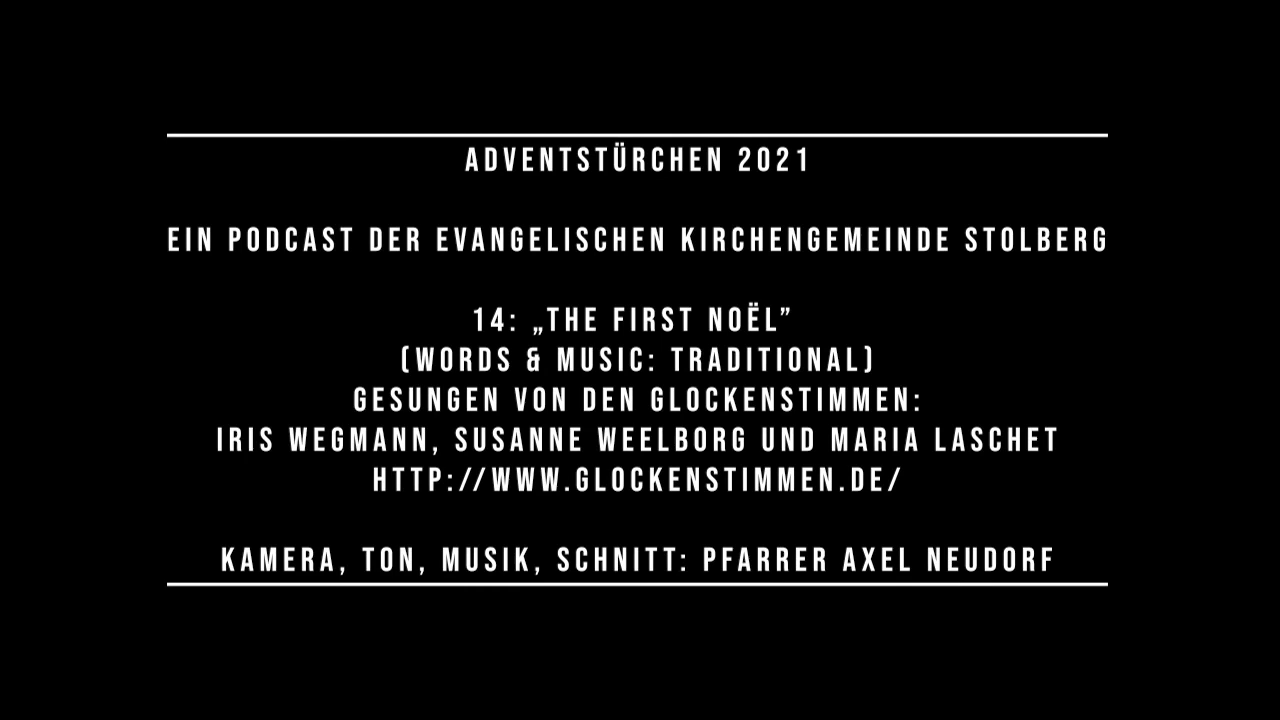 ADVENTSTÜRCHEN 2021
EIN PODCAST DER EVANGELISCHEN KIRCHENGEMEINDE STOLBERG
14: „THE FIRST NOËL”
(WORDS & MUSIC: TRADITIONAL)
GESUNGEN VON DEN GLOCKENSTIMMEN:
IRIS WEGMANN, SUSANNE WEELBORG UND MARIA LASCHET
HTTP://WWW.GLOCKENSTIMMEN.DE/
KAMERA, TON, MUSIK, SCHNITT: PFARRER AXEL NEUDORF